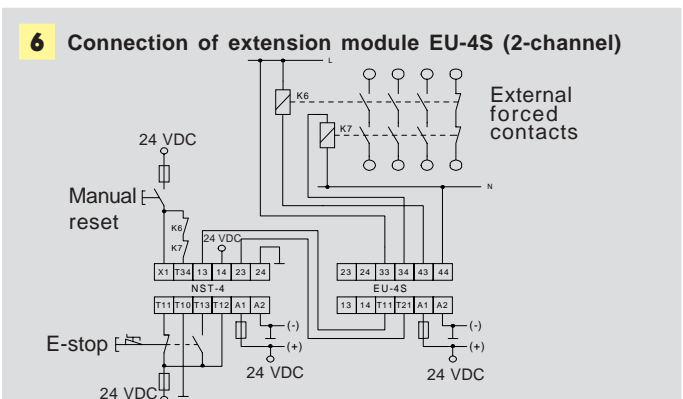 6 Connection of extension module EU-4S (2-channel)
L
K6
External
forced
contacts
K7
24 VDC
N
Manual
reset
K6
K7
24 VDC
X1 T34 13 14 23 24
NST-4
T11 T10 T13 T12 A1 A2
23 24 33 34 43 44
EU-4S
13 14 T11 T21 A1 A2
(-)
(+)
24 VDC
(-)
(+)
24 VDC
E-stop
24 VDC